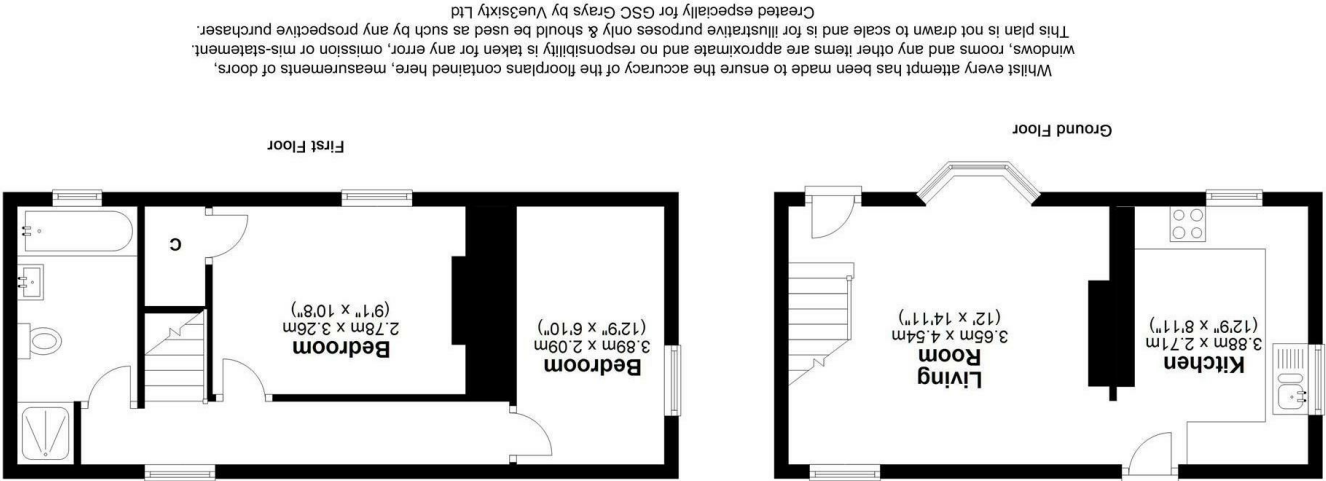 Ground Floor
Kitchen
3.88m x 2.71m
(12'9" x 8'11")
Living
Room
3.65m x 4.54m
(12' x 14'11")
First Floor
Bedroom
3.89m x 2.09m
(12'9" x 6'10")
Bedroom
2.78m x 3.26m
(9'1" x 10'8")
C
Whilst every attempt has been made to ensure the accuracy of the floorplans contained here, measurements of doors,
windows, rooms and any other items are approximate and no responsibility is taken for any error, omission or mis-statement.
This plan is not drawn to scale and is for illustrative purposes only & should be used as such by any prospective purchaser.
Created especially for GSC Grays by Vue3sixty Ltd